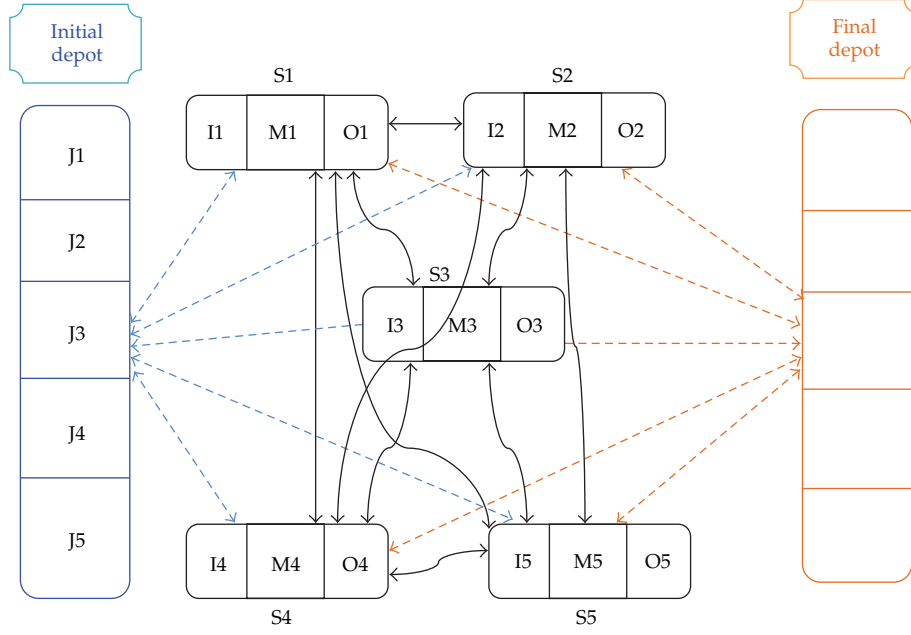 Initial
depot
Final
depot
S1
S2
J1
I1 M1 O1
I2 M2 O2
J2
S3
J3
I3 M3 O3
J4
J5
I4 M4 O4
I5 M5 O5
S4
S5